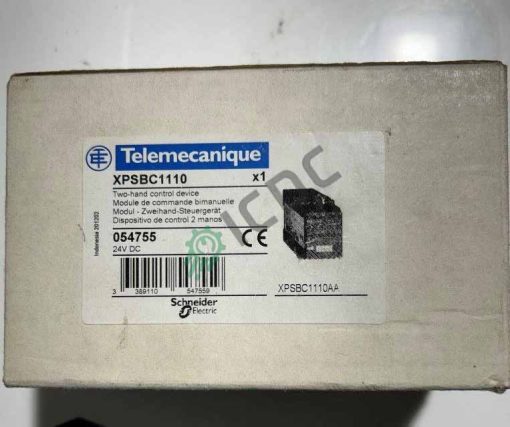 Telemecanique
XPSBC1110 x1
Two-hand control device
Module de commande bimanuelle
Modul - Zweihand-Steuergerät
Dispositivo de control 2 manos
054755
24V DC
CE
Indonesia 201202
3 389110 547559
XPSBC1110AA
Schneider
Electric
ICDC